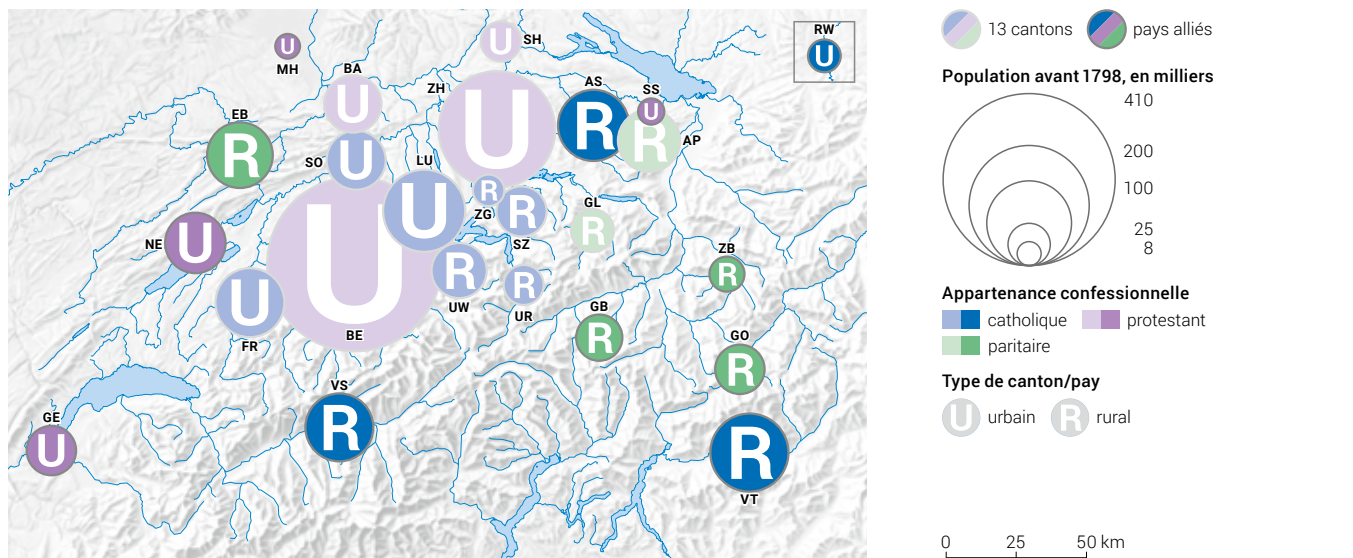 U
MH
U
SH
RW
U
BA
U
ZH
U
AS
R
SS
U
R
AP
EB
R
SO
U
LU
U
R
ZG
R
SZ
GL
R
NE
U
U
BE
R
UW
R
UR
ZB
R
U
FR
GB
R
GO
R
VS
R
GE
U
R
VT
13 cantons
pays alliés
Population avant 1798, en milliers
410
200
100
25
8
Appartenance confessionnelle
catholique
protestant
paritaire
Type de canton/pay
U urbain
R rural
0 25 50 km